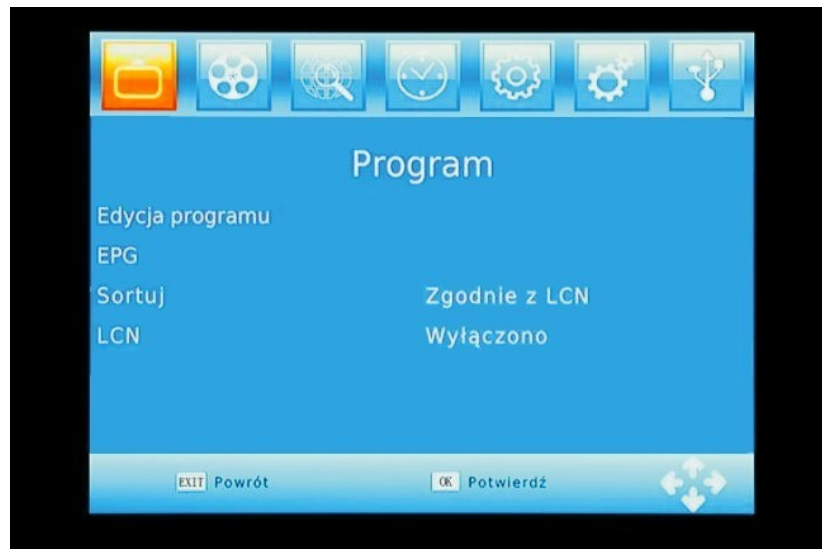 Program
Edycja programu
EPG
Sortuj Zgodnie z LCN
LCN Wyłączono
EXIT Powrót OK Potwierdź